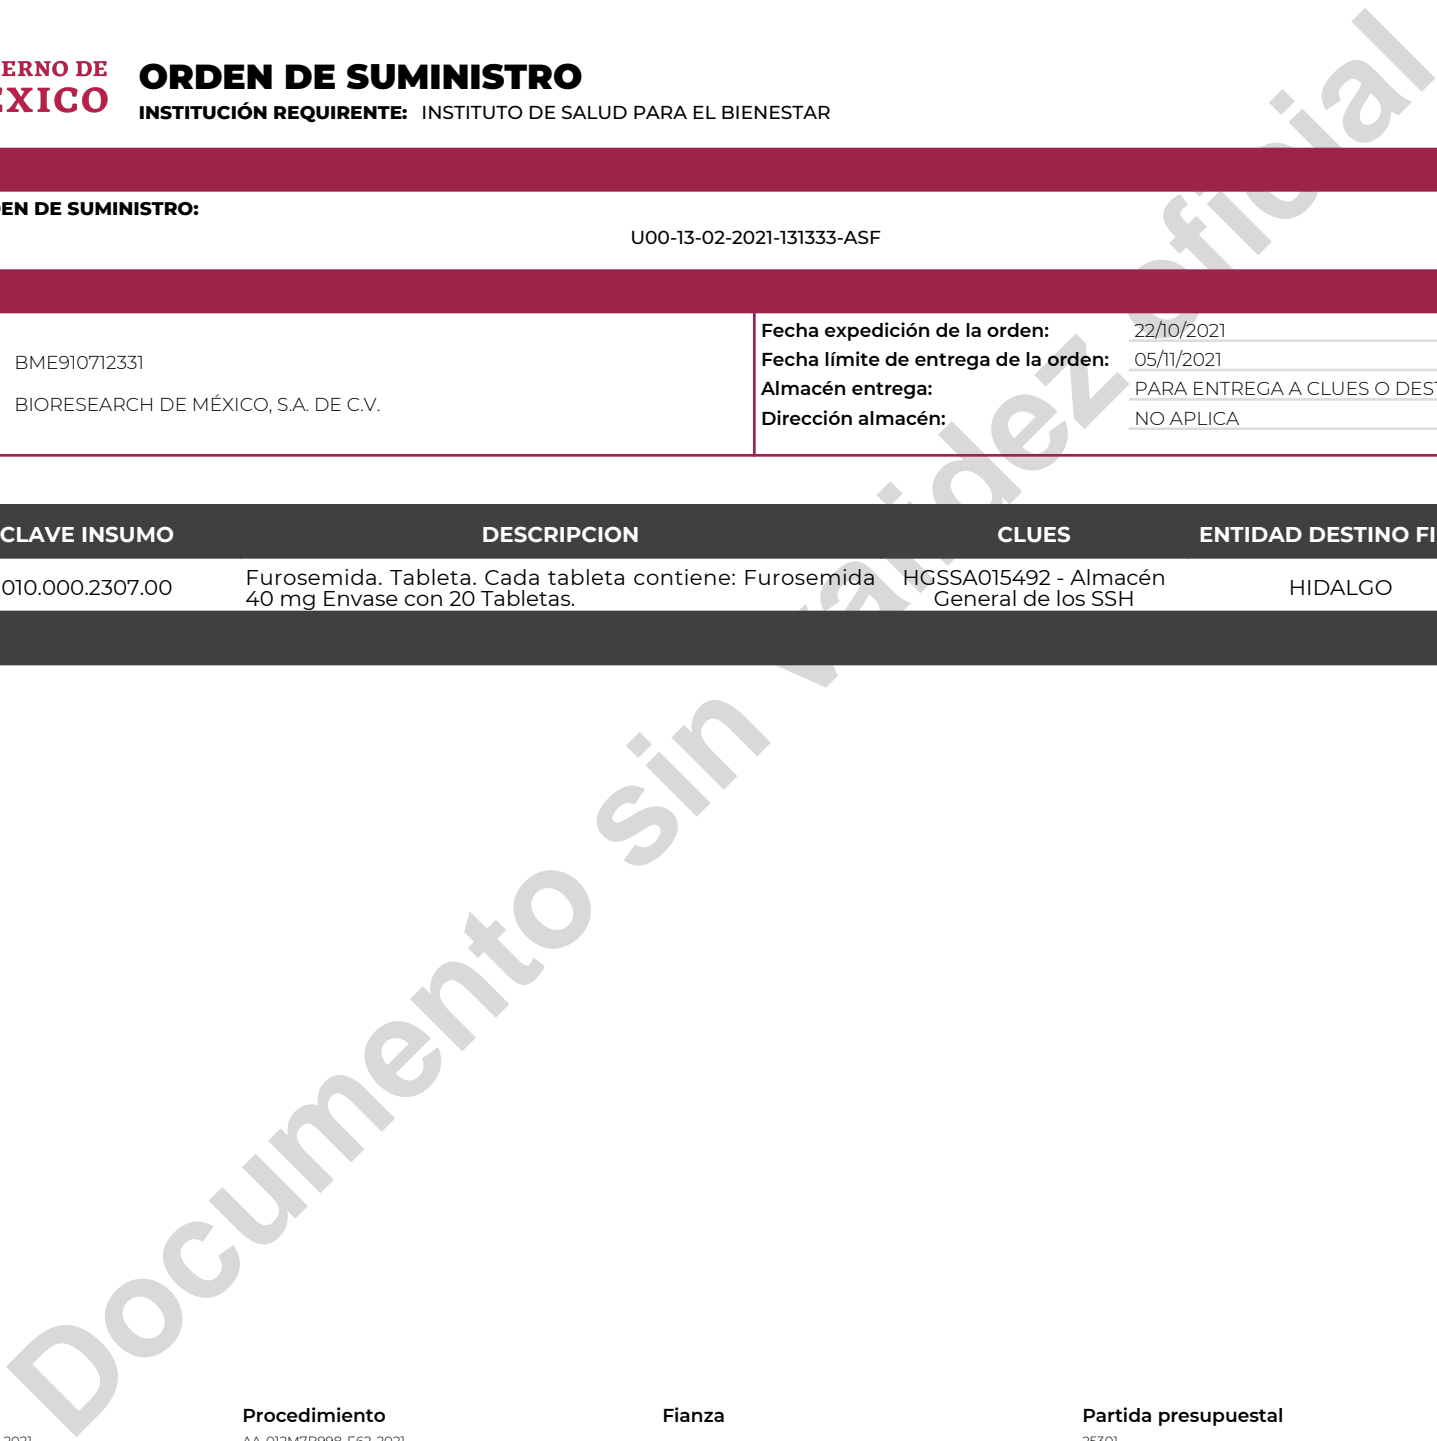 ERNO DE
ÉXICO
ORDEN DE SUMINISTRO
INSTITUCIÓN REQUIRENTE: INSTITUTO DE SALUD PARA EL BIENESTAR
EN DE SUMINISTRO:
U00-13-02-2021-131333-ASF
BME910712331
BIORESEARCH DE MÉXICO, S.A. DE C.V.
Fecha expedición de la orden: 22/10/2021
Fecha límite de entrega de la orden: 05/11/2021
Almacén entrega: PARA ENTREGA A CLUES O DEST
Dirección almacén: NO APLICA
CLAVE INSUMO DESCRIPCION CLUES ENTIDAD DESTINO FI
010.000.2307.00 Furosemida. Tableta. Cada tableta contiene: Furosemida 40 mg Envase con 20 Tabletas. HGSSA015492 - Almacén General de los SSH HIDALGO
Documento sin validez oficial
Procedimiento Fianza Partida presupuestal